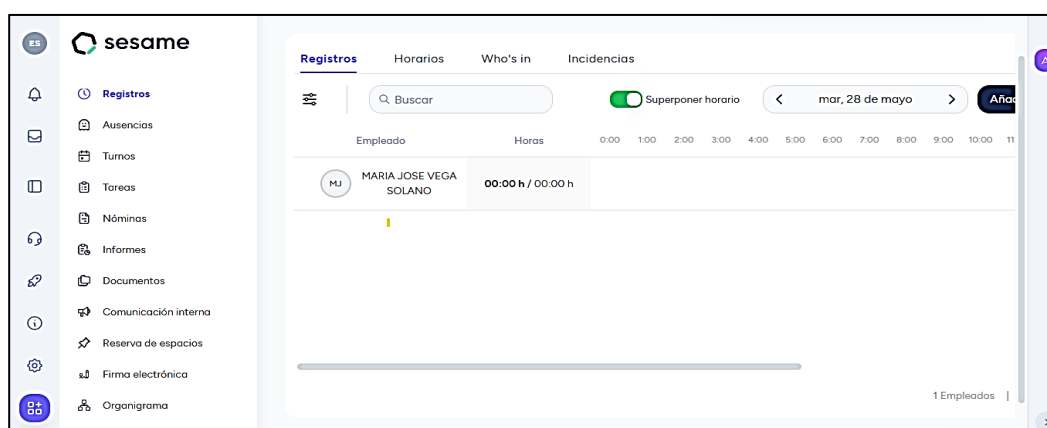 ES
sesame
Registros
Ausencias
Turnos
Tareas
Nóminas
Informes
Documentos
Comunicación interna
Reserva de espacios
Firma electrónica
Organigrama
Registros Horarios Who's in Incidencias
Buscar Superponer horario mar, 28 de mayo Añad
Empleado Horas 0:00 1:00 2:00 3:00 4:00 5:00 6:00 7:00 8:00 9:00 10:00 11
MJ MARIA JOSE VEGA
SOLANO 00:00 h / 00:00 h
1 Empleados
A